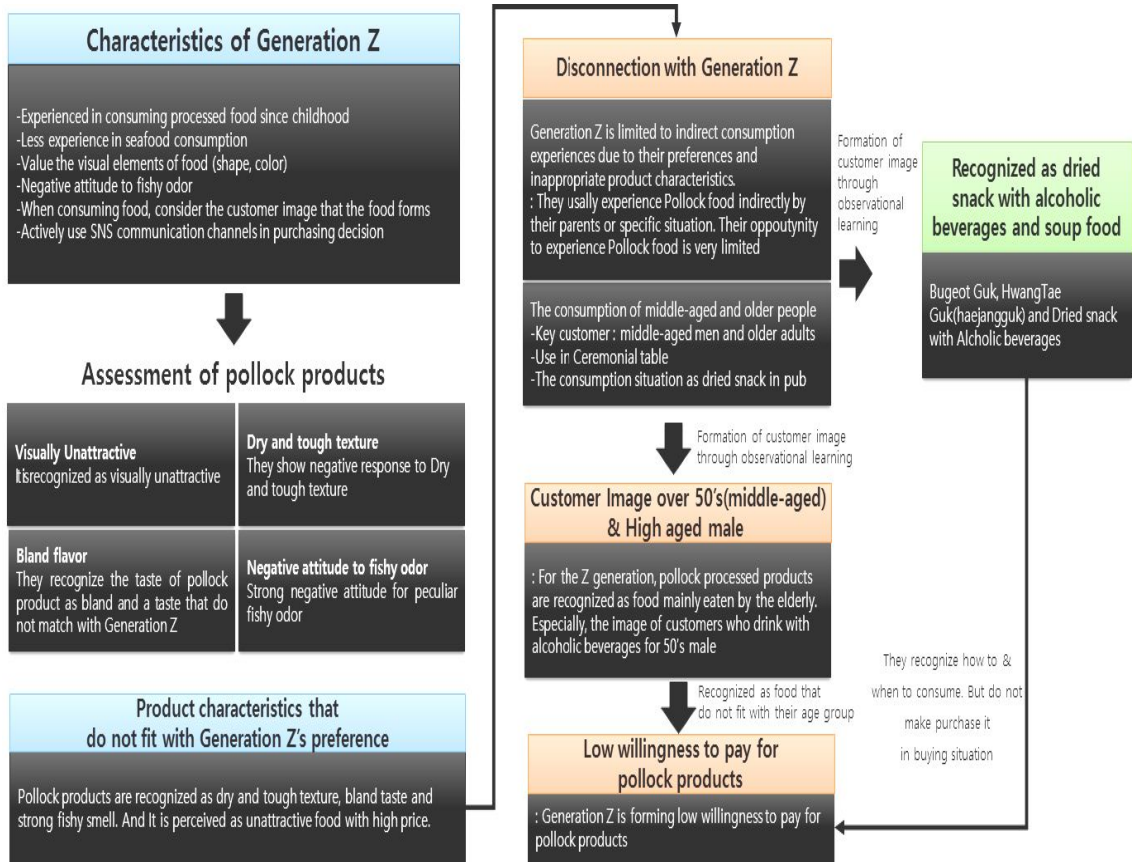 Characteristics of Generation Z
-Experienced in consuming processed food since childhood
-Less experience in seafood consumption
-Value the visual elements of food (shape, color)
-Negative attitude to fishy odor
-When consuming food, consider the customer image that the food forms
-Actively use SNS communication channels in purchasing decision
Assessment of pollock products
Visually Unattractive
Itisrecognized as visually unattractive
Dry and tough texture
They show negative response to Dry
and tough texture
Bland flavor
They recognize the taste of pollock
product as bland and a taste that do
not match with Generation Z
Negative attitude to fishy odor
Strong negative attitude for peculiar
fishy odor
Product characteristics that
do not fit with Generation Z's preference
Pollock products are recognized as dry and tough texture, bland taste and
strong fishy smell. And It is perceived as unattractive food with high price.
Disconnection with Generation Z
Generation Z is limited to indirect consumption
experiences due to their preferences and
inappropriate product characteristics.
: They usally experience Pollock food indirectly by
their parents or specific situation. Their oppoutynity
to experience Pollock food is very limited
The consumption of middle-aged and older people
-Key customer : middle-aged men and older adults
-Use in Ceremonial table
-The consumption situation as dried snack in pub
Formation of
customer image
through
observational
learning
Recognized as dried
snack with alcoholic
beverages and soup food
Bugeot Guk, HwangTae
Guk(haejangguk) and Dried snack
with Alcholic beverages
Formation of customer image
through observational learning
Customer Image over 50's(middle-aged)
& High aged male
: For the Z generation, pollock processed products
are recognized as food mainly eaten by the elderly.
Especially, the image of customers who drink with
alcoholic beverages for 50's male
Recognized as food that
do not fit with their age group
They recognize how to &
when to consume. But do not
make purchase it
in buying situation
Low willingness to pay for
pollock products
: Generation Z is forming low willingness to pay for
pollock products